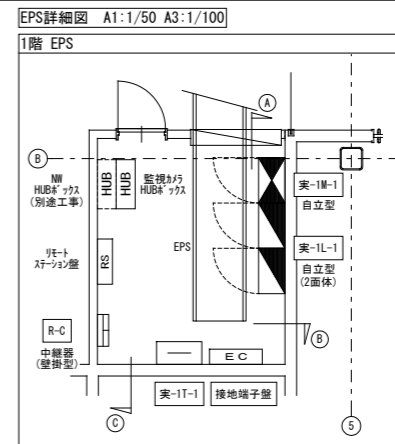 EPS詳細図 A1:1/50 A3:1/100
1階 EPS
A
B
NW
HUBボックス
(別途工事)
HUB
HUB
監視カメラ
HUBボックス
実-1M-1
自立型
リモート
ステーション盤
RS
EPS
実-1L-1
自立型
(2面体)
R-C
中継器
(壁掛型)
EC
B
実-1T-1
接地端子盤
C
5